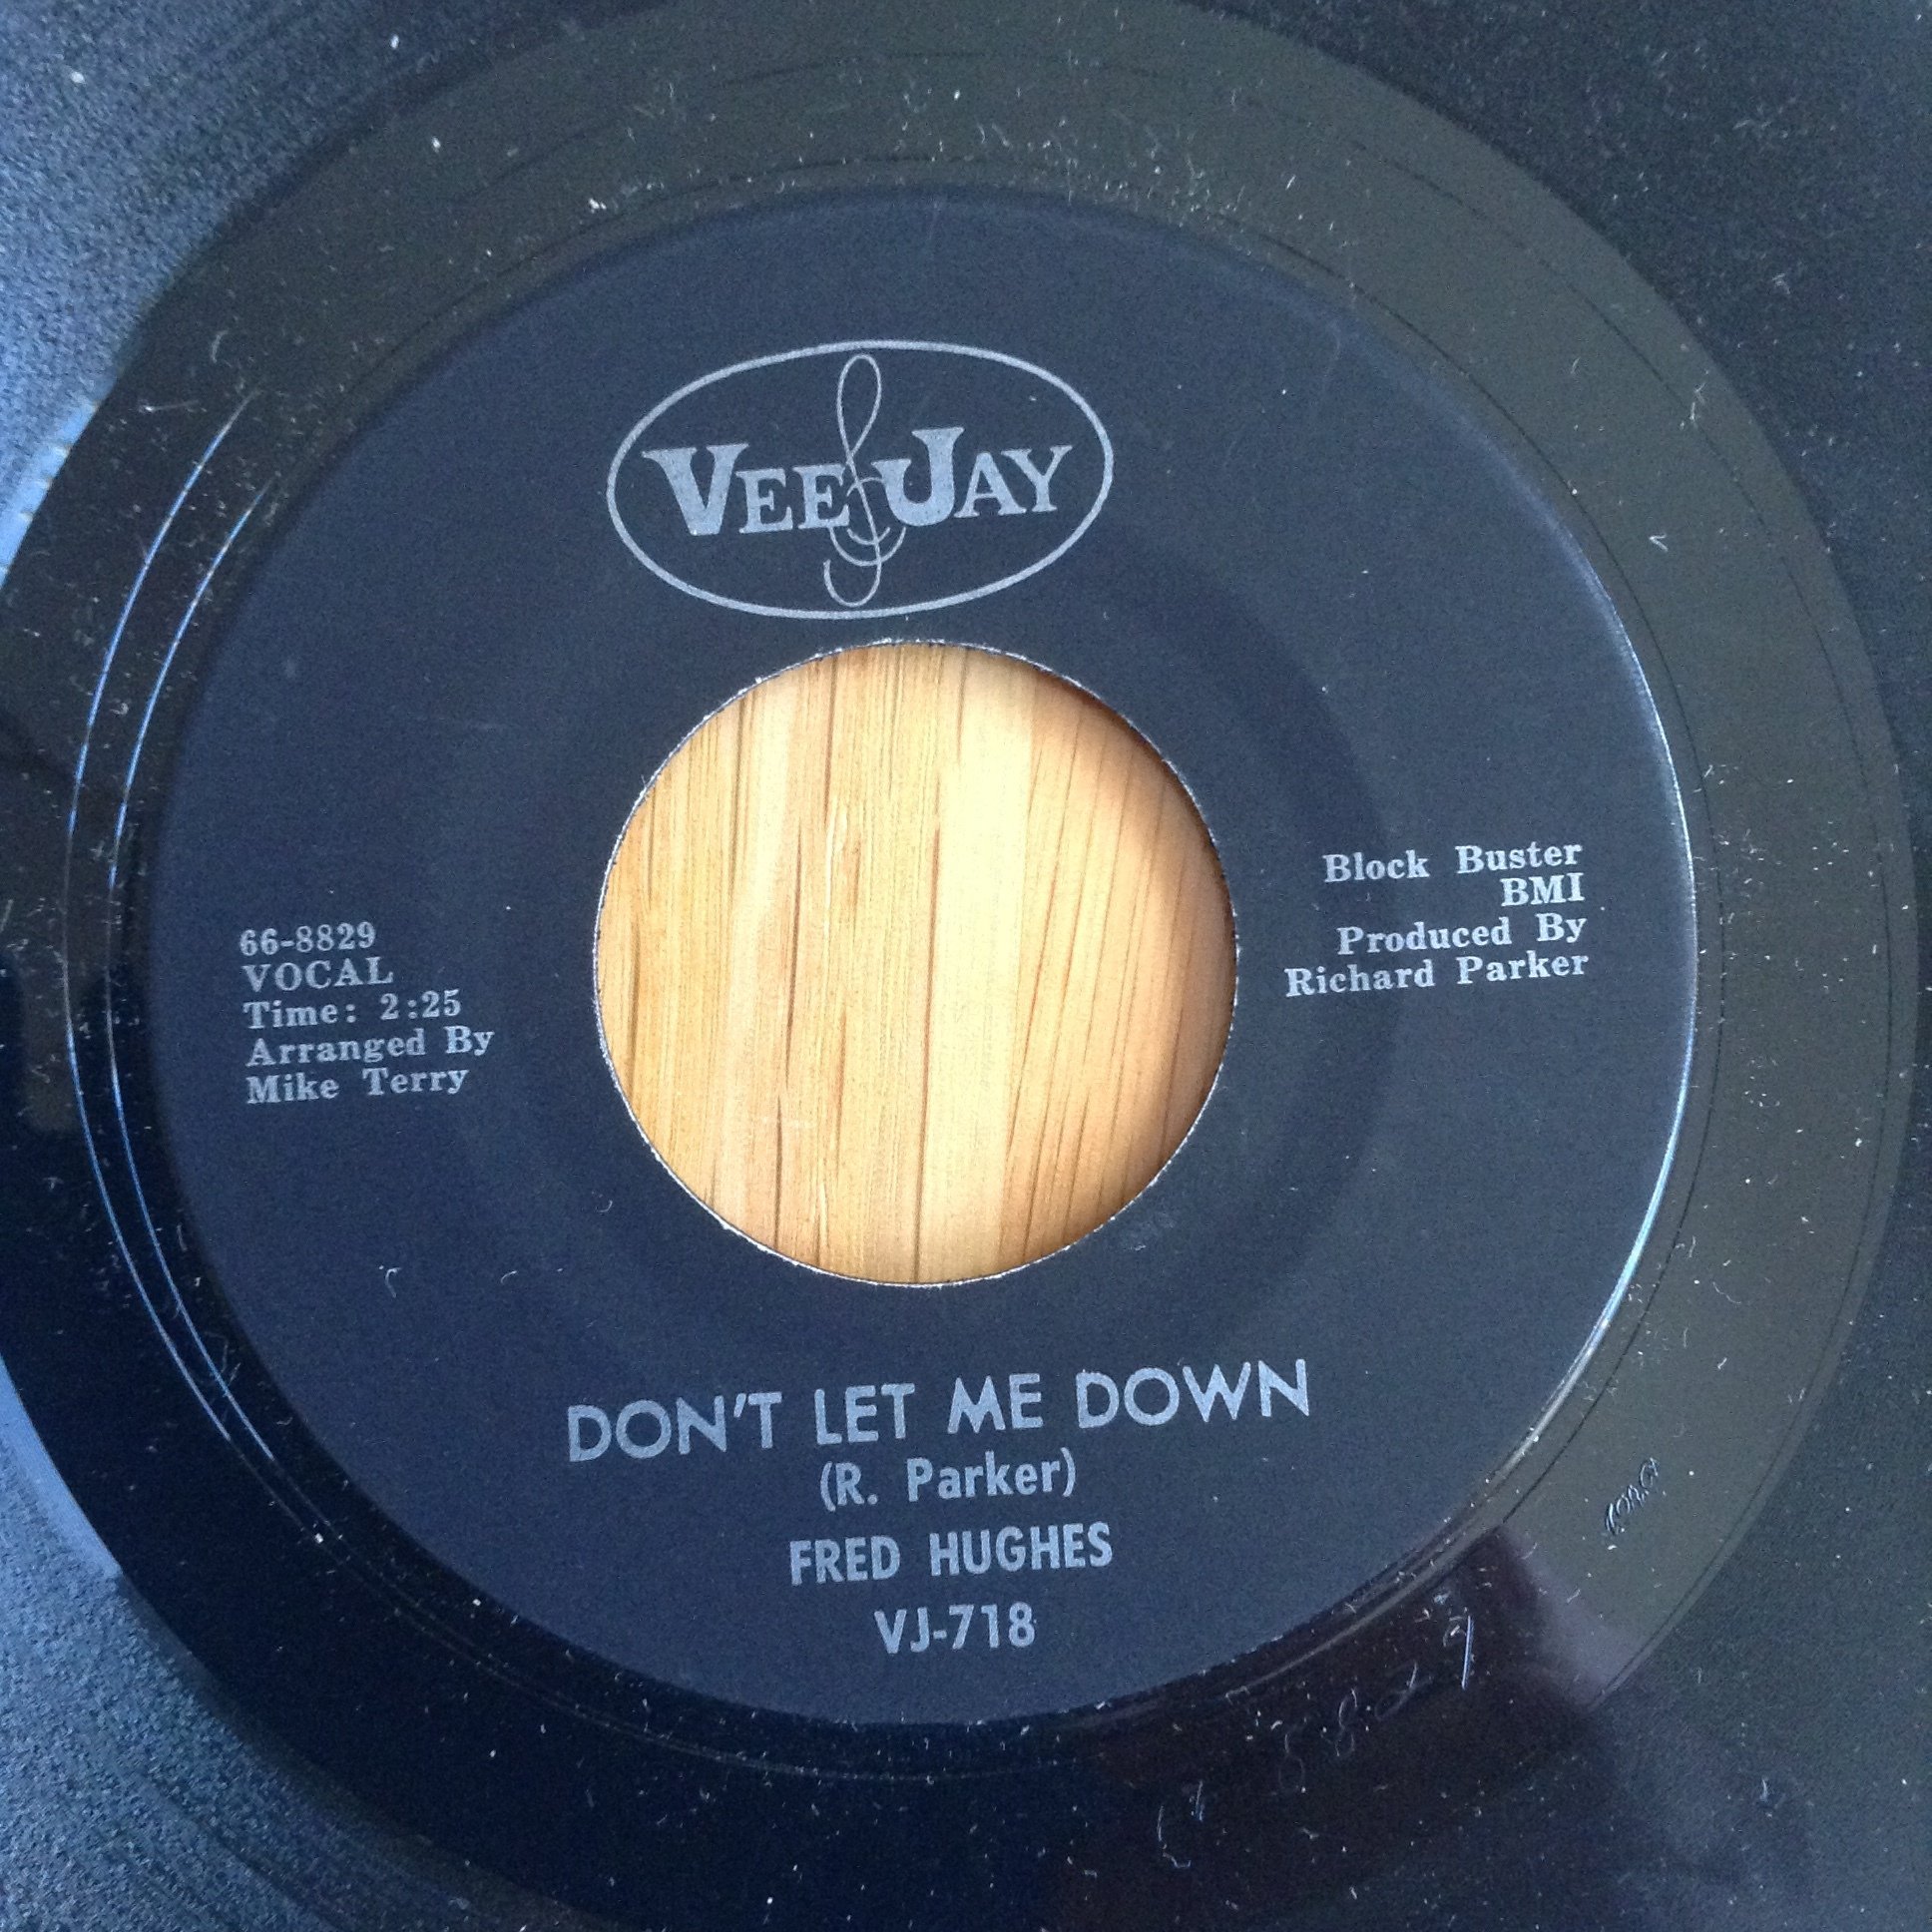 VEE JAY
66-8829
VOCAL
Time: 2:25
Arranged By
Mike Terry
Block Buster
BMI
Produced By
Richard Parker
DON'T LET ME DOWN
(R. Parker)
FRED HUGHES
VJ-718